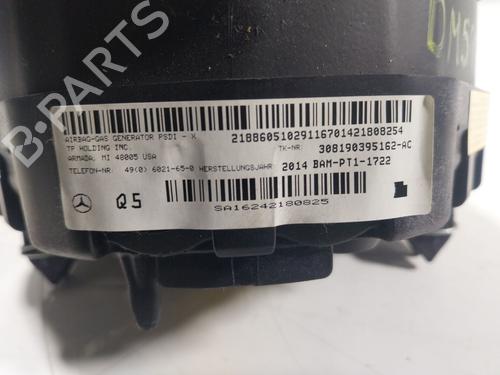 DM5
AIRBAG-GAS GENERATOR PSDI - X
TP HOLDING INC.
ARMADA, MI 48005 USA
TELEFON-NR: 49(0) 6021-65-0 HERSTELLUNGSJAHR:
21886051029116701421808254
TK-NR: 308190395162-AC
2014 BAM-PT1-1722
Q5
SA16242180825
B-PARTS